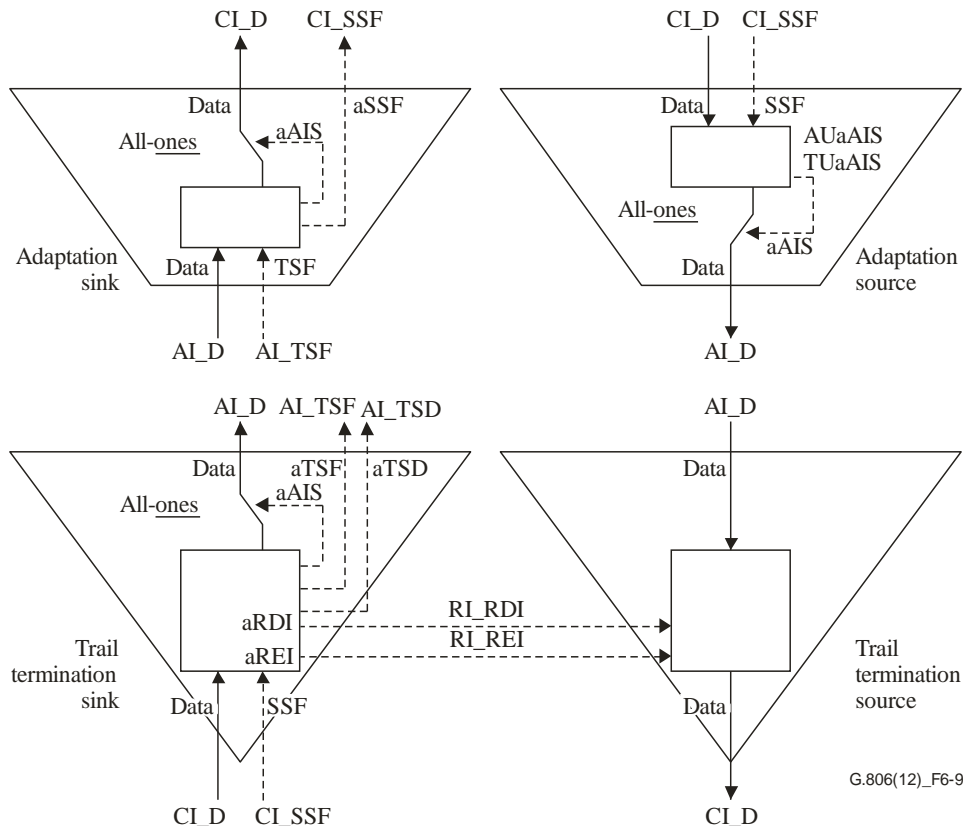 CI_D CI_SSF CI_D CI_SSF
Data aSSF Data SSF
All-ones aAIS AUaAIS
TUaAIS
All-ones
aAIS
Adaptation
sink
Data TSF Data Adaptation
source
AI_D AI_TSF AI_D
AI_D AI_TSF AI_TSD AI_D
Data aTSF aTSD Data
aAIS
All-ones
aRDI RI_RDI
aREI RI_REI
Trail
termination
sink
Trail
termination
source
Data SSF Data
G.806(12)_F6-9
CI_D CI_SSF CI_D